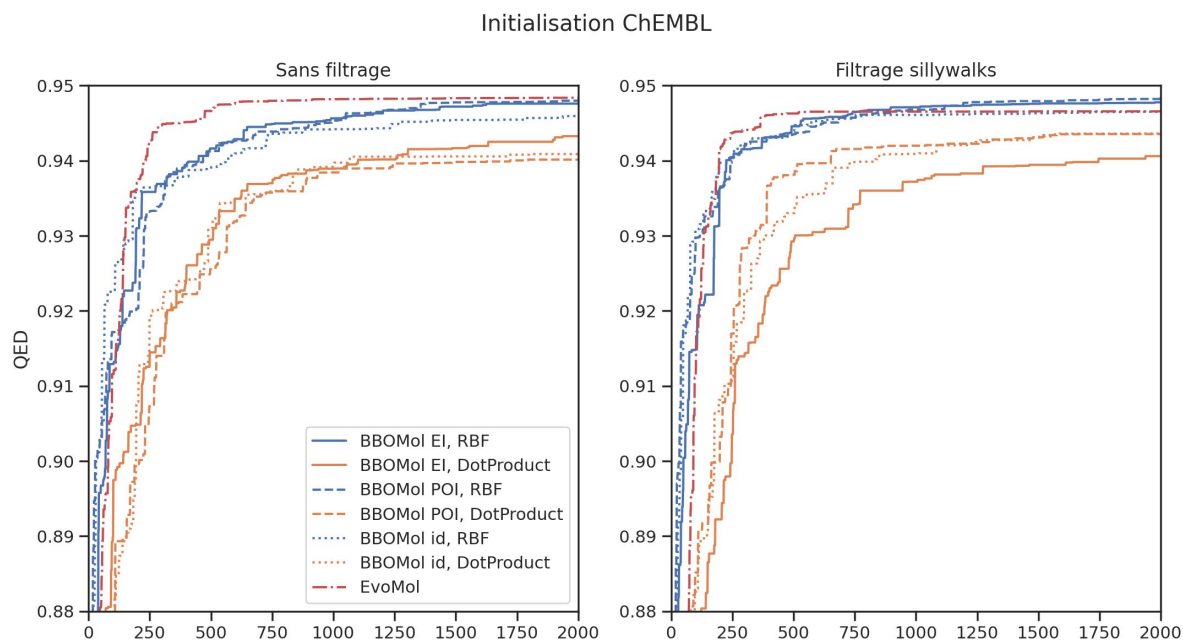 Initialisation ChEMBL
Sans filtrage
Filtrage sillywalks
QED
0.95
0.94
0.93
0.92
0.91
0.90
0.89
0.88
0 250 500 750 1000 1250 1500 1750 2000
BBOMol EI, RBF
BBOMol EI, DotProduct
BBOMol POI, RBF
BBOMol POI, DotProduct
BBOMol id, RBF
BBOMol id, DotProduct
EvoMol
0.95
0.94
0.93
0.92
0.91
0.90
0.89
0.88
0 250 500 750 1000 1250 1500 1750 2000